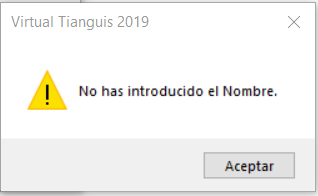 Virtual Tianguis 2019
No has introducido el Nombre.
Aceptar